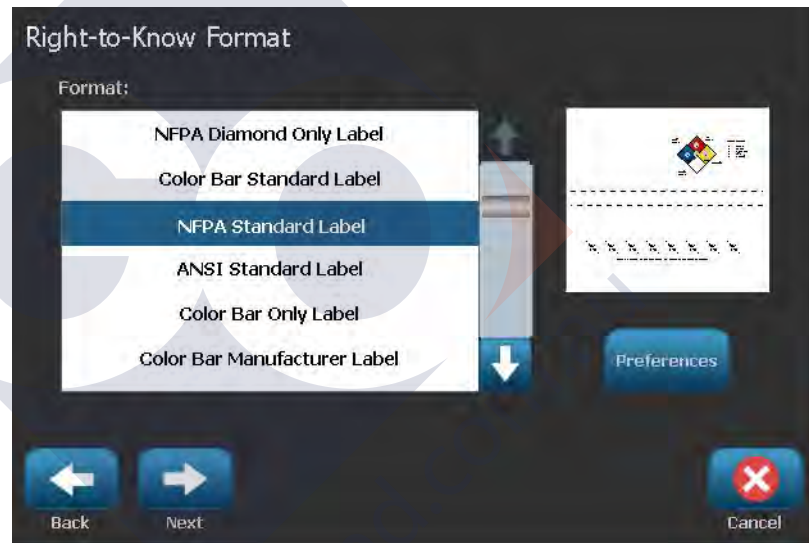 Right-to-Know Format
Format:
NFPA Diamond Only Label
Color Bar Standard Label
NFPA Standard Label
ANSI Standard Label
Color Bar Only Label
Color Bar Manufacturer Label
Preferences
Back
Next
Cancel